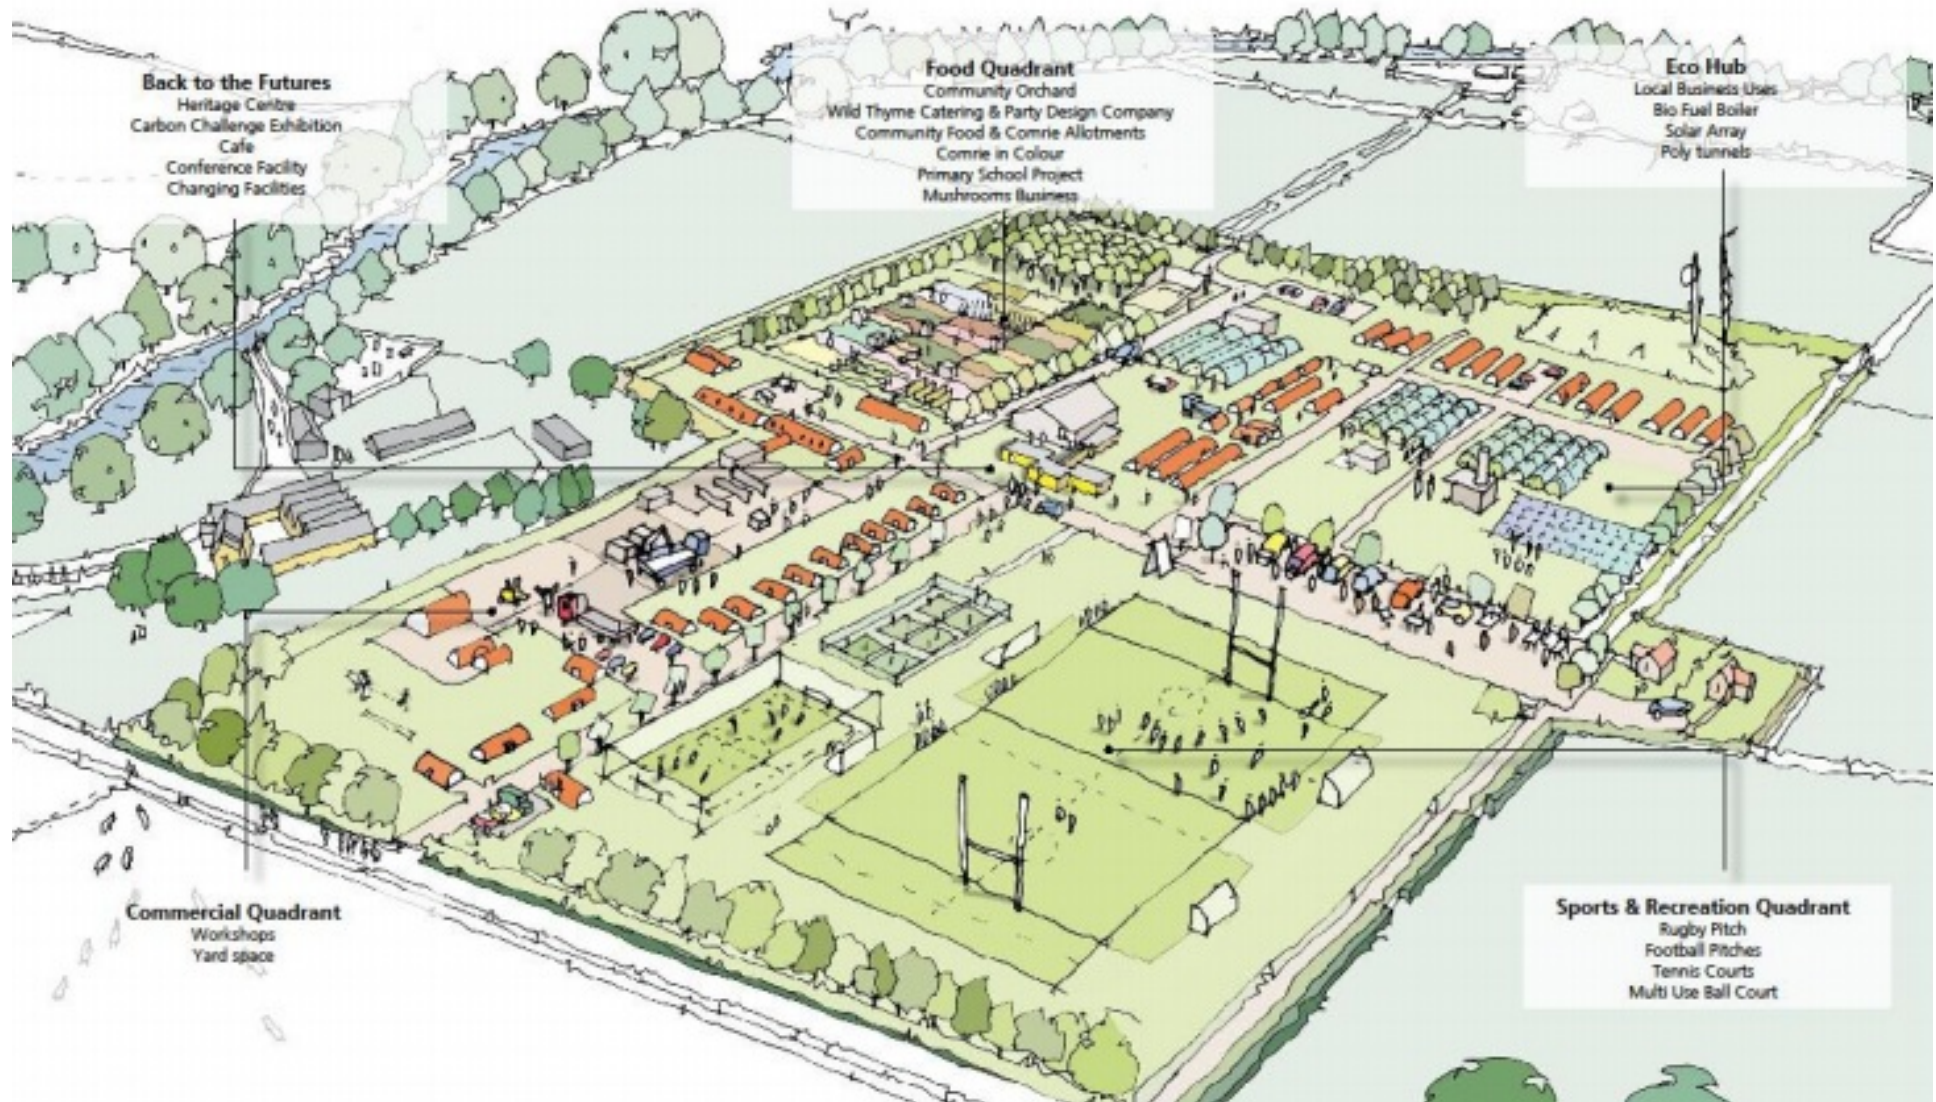 Back to the Futures
Heritage Centre
Carbon Challenge Exhibition
Cafe
Conference Facility
Changing Facilities
Food Quadrant
Community Orchard
Wild Thyme Catering & Party Design Company
Community Food & Comrie Allotments
Comrie in Colour
Primary School Project
Mushrooms Business
Eco Hub
Local Business Uses
Bio Fuel Boiler
Solar Array
Poly tunnels
Commercial Quadrant
Workshops
Yard space
Sports & Recreation Quadrant
Rugby Pitch
Football Pitches
Tennis Courts
Multi Use Ball Court